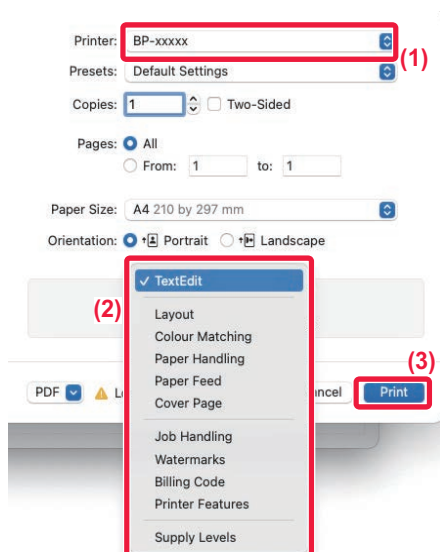 Printer: BP-xxxxx
(1)
Presets: Default Settings
Copies: 1 Two-Sided
Pages: All
From: 1 to: 1
Paper Size: A4 210 by 297 mm
Orientation: Portrait Landscape
✓ TextEdit
(2)
Layout
Colour Matching
Paper Handling
(3)
Paper Feed
PDF Print
Cover Page
Job Handling
Watermarks
Billing Code
Printer Features
Supply Levels